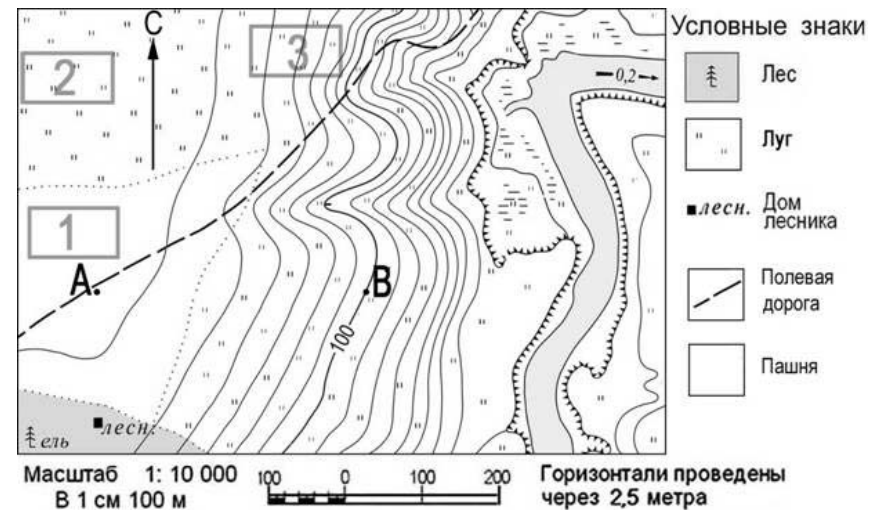 С
2
3
0,2
1
А
В
100
лесн.
ель
Условные знаки
Лес
Луг
лесн. Дом
лесника
Полевая
дорога
Пашня
Масштаб 1: 10 000
В 1 см 100 м
100 0 100 200
Горизонтали проведены
через 2,5 метра